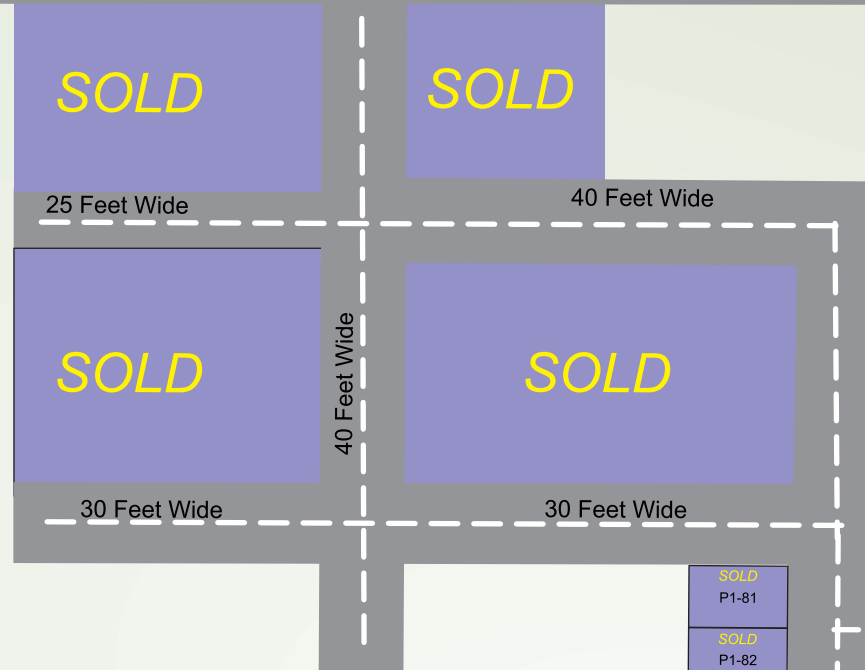 SOLD
SOLD
25 Feet Wide
40 Feet Wide
40 Feet Wide
SOLD
SOLD
30 Feet Wide
30 Feet Wide
SOLD
P1-81
SOLD
P1-82